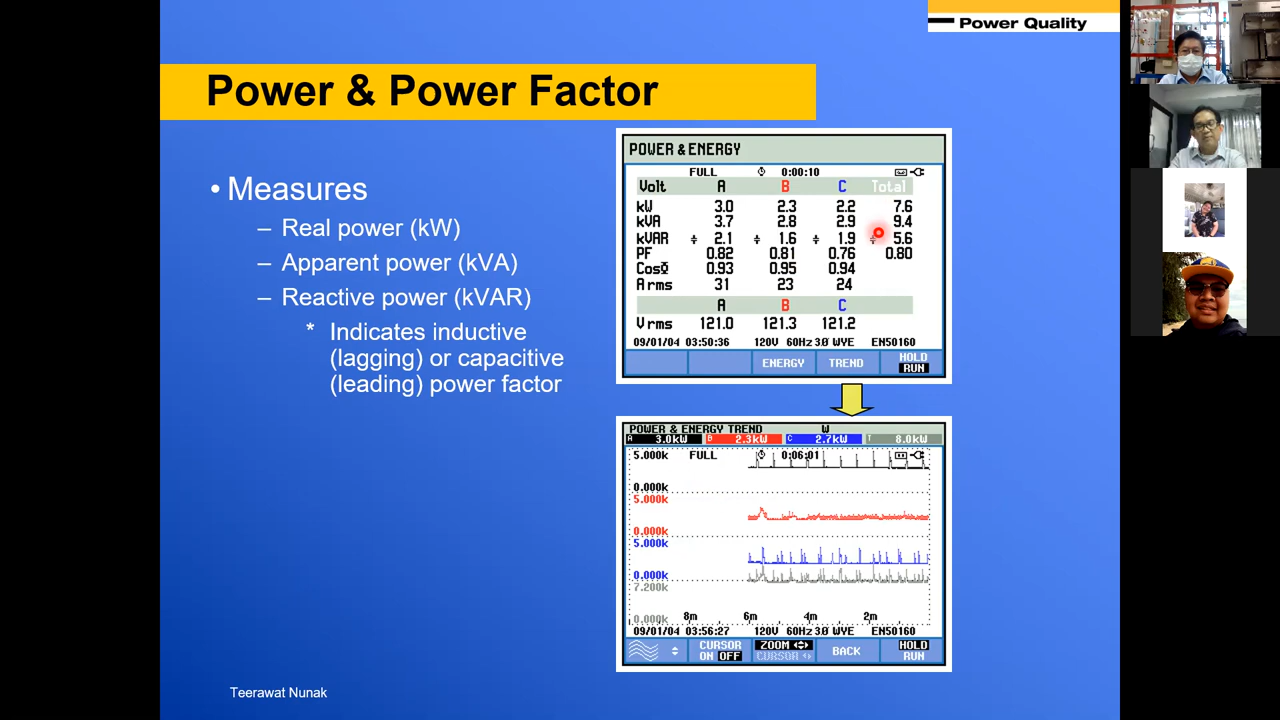 Power Quality
Power & Power Factor
• Measures
– Real power (kW)
– Apparent power (kVA)
– Reactive power (kVAR)
* Indicates inductive
(lagging) or capacitive
(leading) power factor
POWER & ENERGY
FULL 0:00:10
Volt A B C Total
kW 3.0 2.3 2.2 7.6
kVA 3.7 2.8 2.9 9.4
kVAR 2.1 1.6 1.9 5.6
PF 0.82 0.81 0.76 0.80
CosΦ 0.93 0.95 0.94
A rms 31 23 24
A B C
V rms 121.0 121.3 121.2
09/01/04 03:50:36 120V 60Hz 3Ø WYE EN50160
ENERGY TREND HOLD
RUN
POWER & ENERGY TREND W
A 3.0kW B 2.3kW C 2.7kW T 8.0kW
5.000k FULL 0:06:01
0.000k
5.000k
0.000k
5.000k
0.000k
7.200k
0.000k 8m 6m 4m 2m
09/01/04 03:56:27 120V 60Hz 3Ø WYE EN50160
CURSOR ZOOM BACK HOLD
ON OFF CURSOR RUN
Teerawat Nunak